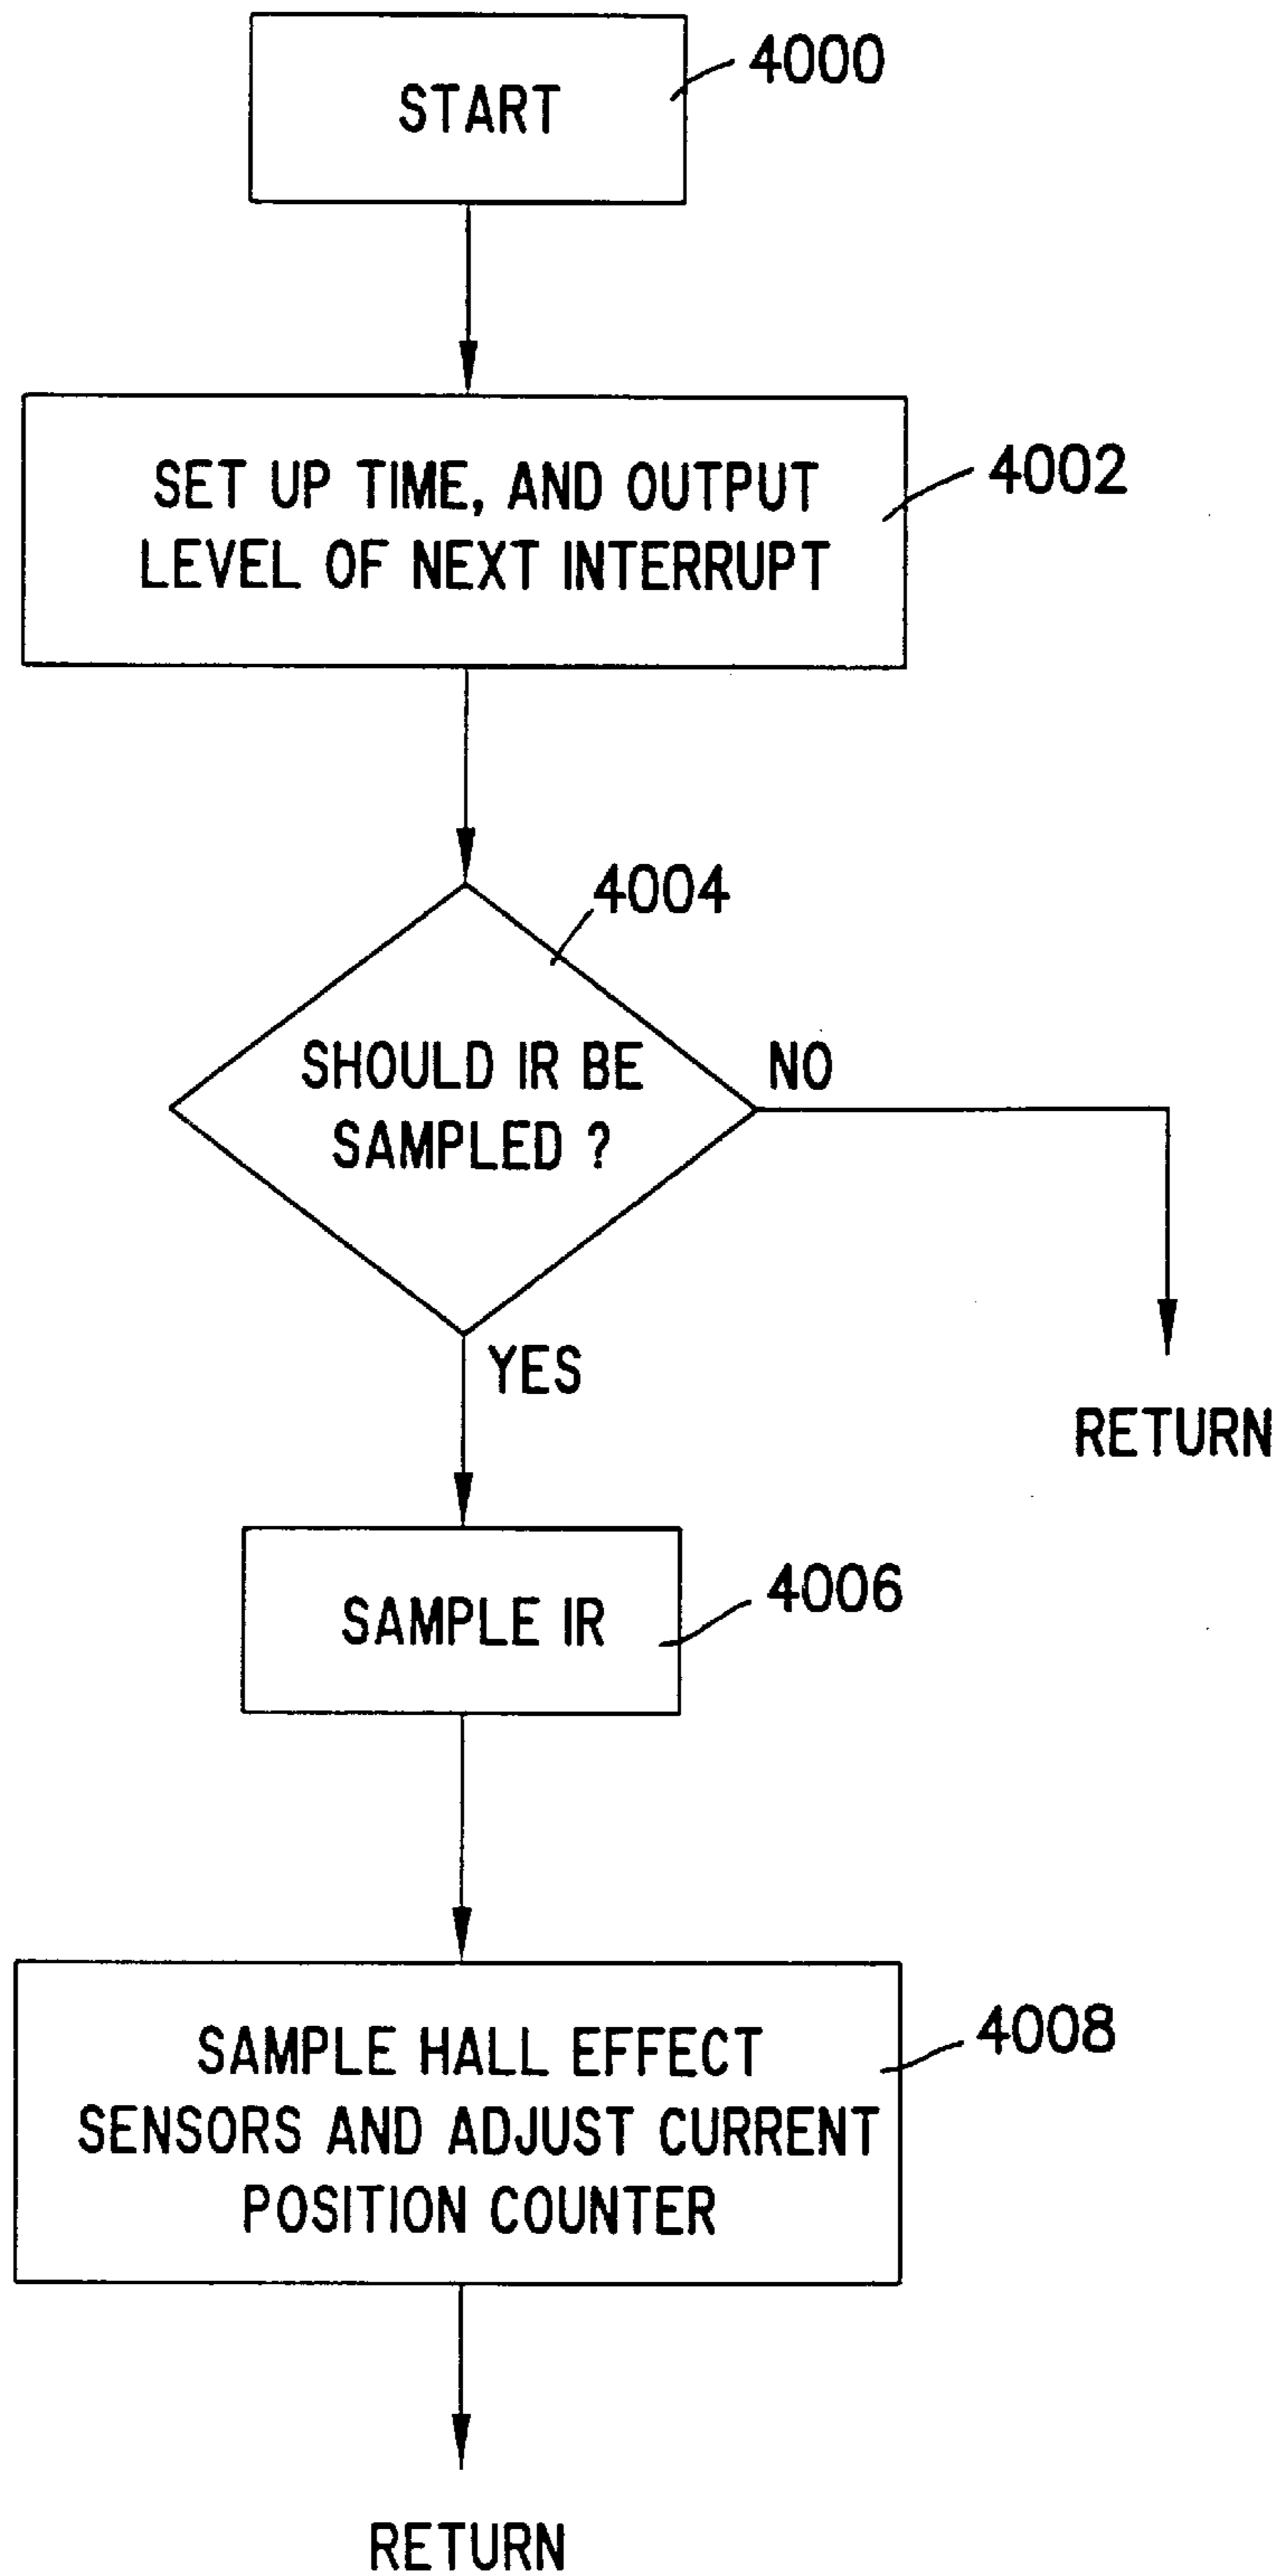 START
4000
SET UP TIME, AND OUTPUT
LEVEL OF NEXT INTERRUPT
4002
4004
SHOULD IR BE
SAMPLED ?
NO
YES
RETURN
SAMPLE IR
4006
SAMPLE HALL EFFECT
SENSORS AND ADJUST CURRENT
POSITION COUNTER
4008
RETURN